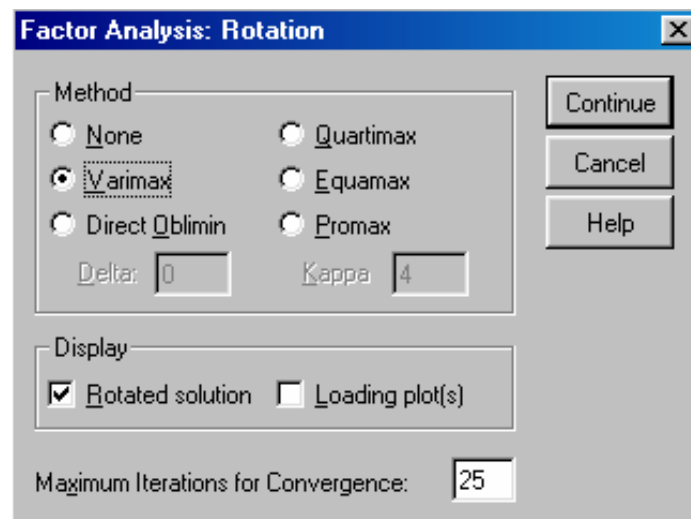 Factor Analysis: Rotation
Method
None
Quartimax
Varimax
Equamax
Direct Oblimin
Promax
Delta: 0
Kappa 4
Continue
Cancel
Help
Display
Rotated solution
Loading plot(s)
Maximum Iterations for Convergence: 25